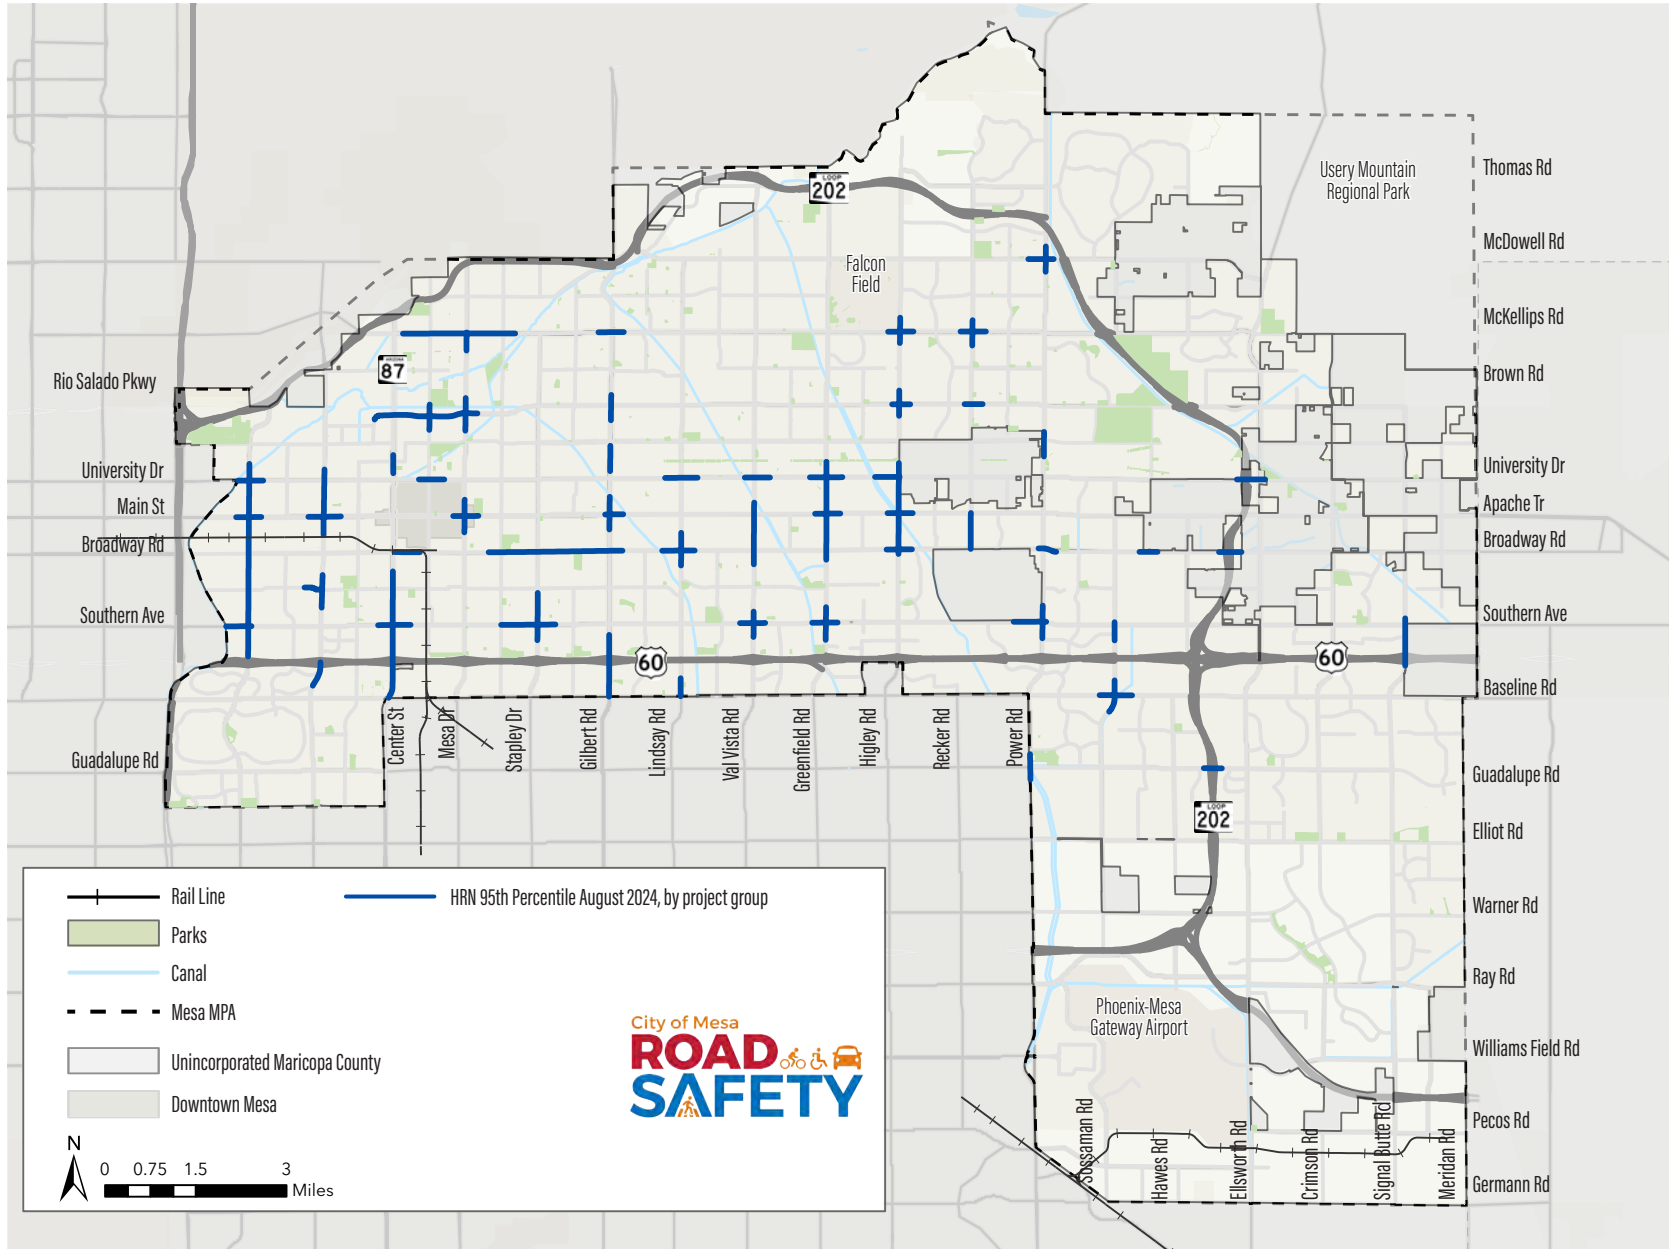 Thomas Rd
McDowell Rd
McKellips Rd
Brown Rd
University Dr
Apache Tr
Broadway Rd
Southern Ave
Baseline Rd
Guadalupe Rd
Elliot Rd
Warner Rd
Ray Rd
Williams Field Rd
Pecos Rd
Germann Rd
Usery Mountain
Regional Park
LOOP
202
Falcon
Field
ARIZONA
87
Rio Salado Pkwy
University Dr
Main St
Broadway Rd
Southern Ave
Guadalupe Rd
60
60
Center St
Mesa Dr
Stapley Dr
Gilbert Rd
Lindsay Rd
Val Vista Rd
Greenfield Rd
Higley Rd
Recker Rd
Power Rd
LOOP
202
Phoenix-Mesa
Gateway Airport
Sossaman Rd
Hawes Rd
Ellsworth Rd
Crimson Rd
Signal Butte Rd
Meridan Rd
Rail Line
HRN 95th Percentile August 2024, by project group
Parks
Canal
Mesa MPA
Unincorporated Maricopa County
Downtown Mesa
N
0 0.75 1.5 3
Miles
City of Mesa
ROAD
SAFETY